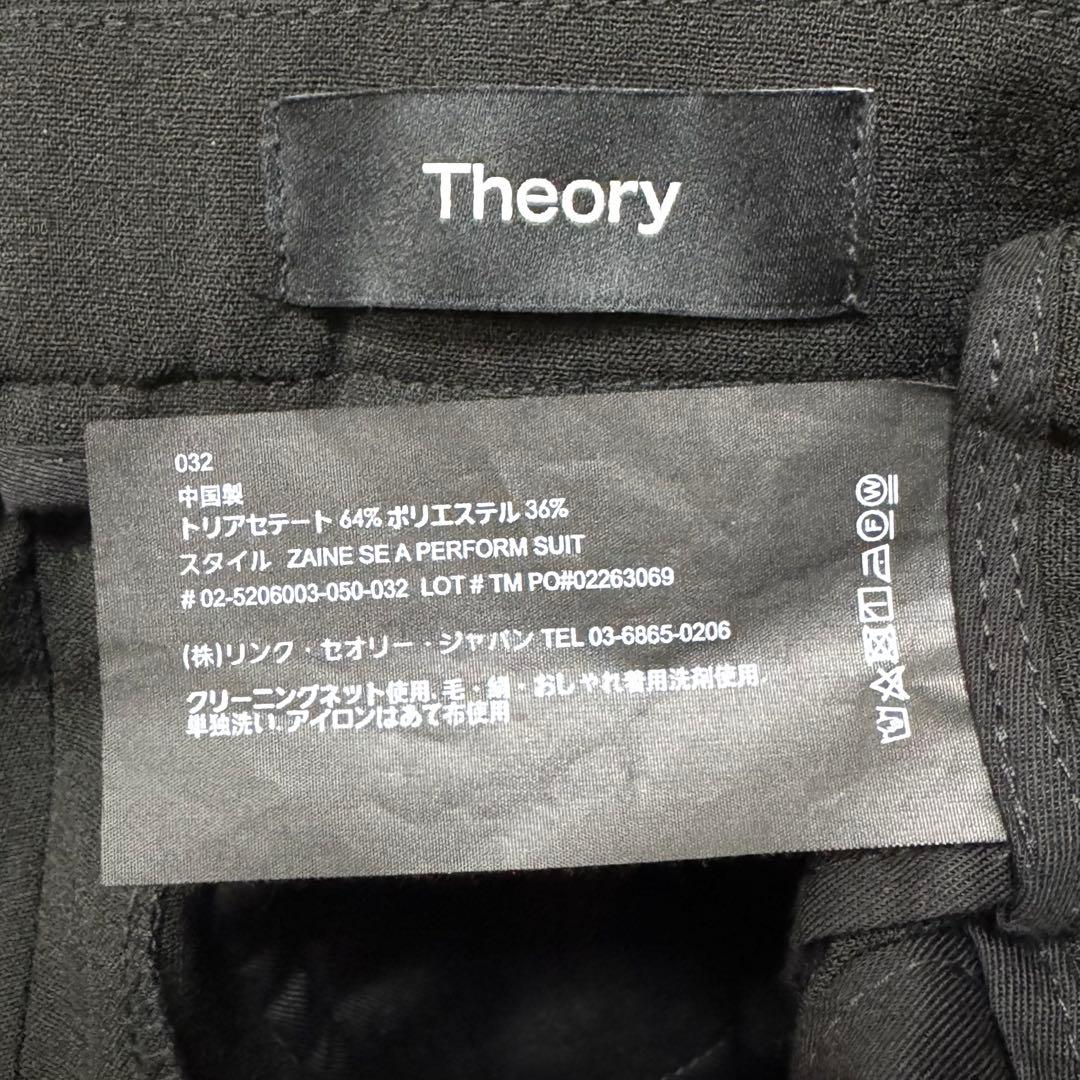 Theory
032
中国製
トリアセテート 64% ポリエステル 36%
スタイル ZAINE SE A PERFORM SUIT
# 02-5206003-050-032 LOT # TM PO#02263069
(株)リンク・セオリー・ジャパン TEL 03-6865-0206
クリーニングネット使用.毛・絹・おしゃれ着用洗剤使用.
単独洗い.アイロンはあて布使用
W
F